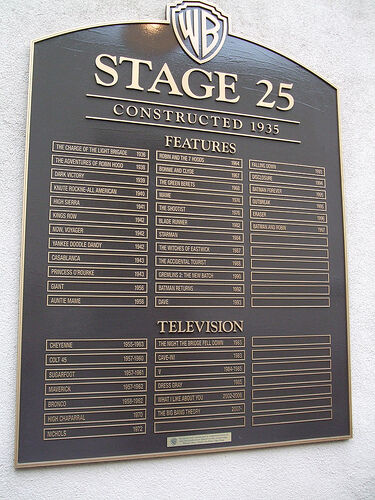 WB
STAGE 25
CONSTRUCTED 1935
FEATURES
THE CHARGE OF THE LIGHT BRIGADE 1936
THE ADVENTURES OF ROBIN HOOD 1938
DARK VICTORY 1939
KNUTE ROCKNE-ALL AMERICAN 1940
HIGH SIERRA 1941
KINGS ROW 1942
NOW, VOYAGER 1942
YANKEE DOODLE DANDY 1942
CASABLANCA 1943
PRINCESS O'ROURKE 1943
GIANT 1956
AUNTIE MAME 1958
ROBIN AND THE 7 HOODS 1964
BONNIE AND CLYDE 1967
THE GREEN BERETS 1968
MAME 1974
THE SHOOTIST 1976
BLADE RUNNER 1982
STARMAN 1984
THE WITCHES OF EASTWICK 1987
THE ACCIDENTAL TOURIST 1988
GREMLINS 2: THE NEW BATCH 1990
BATMAN RETURNS 1992
DAVE 1993
FALLING DOWN 1993
DISCLOSURE 1994
BATMAN FOREVER 1995
OUTBREAK 1995
ERASER 1996
BATMAN AND ROBIN 1997
TELEVISION
CHEYENNE 1955-1963
COLT 45 1957-1960
SUGARFOOT 1957-1961
MAVERICK 1957-1962
BRONCO 1958-1962
HIGH CHAPARRAL 1970
NICHOLS 1972
THE NIGHT THE BRIDGE FELL DOWN 1983
CAVE-IN! 1983
V 1984-1985
DRESS GRAY 1985
WHAT I LIKE ABOUT YOU 2002-2006
THE BIG BANG THEORY 2007-